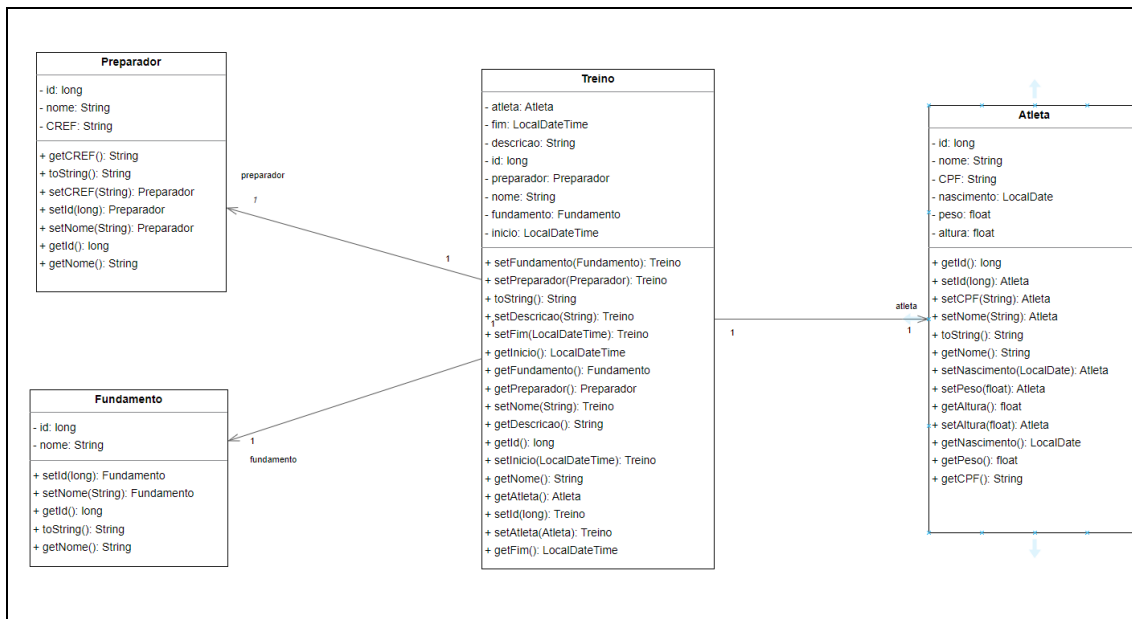 Preparador
- id: long
- nome: String
- CREF: String
+ getCREF(): String
+ toString(): String
+ setCREF(String): Preparador
+ setId(long): Preparador
+ setNome(String): Preparador
+ getId(): long
+ getNome(): String
preparador
1
1
Fundamento
- id: long
- nome: String
+ setId(long): Fundamento
+ setNome(String): Fundamento
+ getId(): long
+ toString(): String
+ getNome(): String
1
fundamento
1
Treino
- atleta: Atleta
- fim: LocalDateTime
- descricao: String
- id: long
- preparador: Preparador
- nome: String
- fundamento: Fundamento
- inicio: LocalDateTime
+ setFundamento(Fundamento): Treino
+ setPreparador(Preparador): Treino
+ toString(): String
+ setDescricao(String): Treino
+ setFim(LocalDateTime): Treino
+ getInicio(): LocalDateTime
+ getFundamento(): Fundamento
+ getPreparador(): Preparador
+ setNome(String): Treino
+ getDescricao(): String
+ getId(): long
+ setInicio(LocalDateTime): Treino
+ getNome(): String
+ getAtleta(): Atleta
+ setId(long): Treino
+ setAtleta(Atleta): Treino
+ getFim(): LocalDateTime
1
atleta
1
Atleta
- id: long
- nome: String
- CPF: String
- nascimento: LocalDate
- peso: float
- altura: float
+ getId(): long
+ setId(long): Atleta
+ setCPF(String): Atleta
+ setNome(String): Atleta
+ toString(): String
+ getNome(): String
+ setNascimento(LocalDate): Atleta
+ setPeso(float): Atleta
+ getAltura(): float
+ setAltura(float): Atleta
+ getNascimento(): LocalDate
+ getPeso(): float
+ getCPF(): String